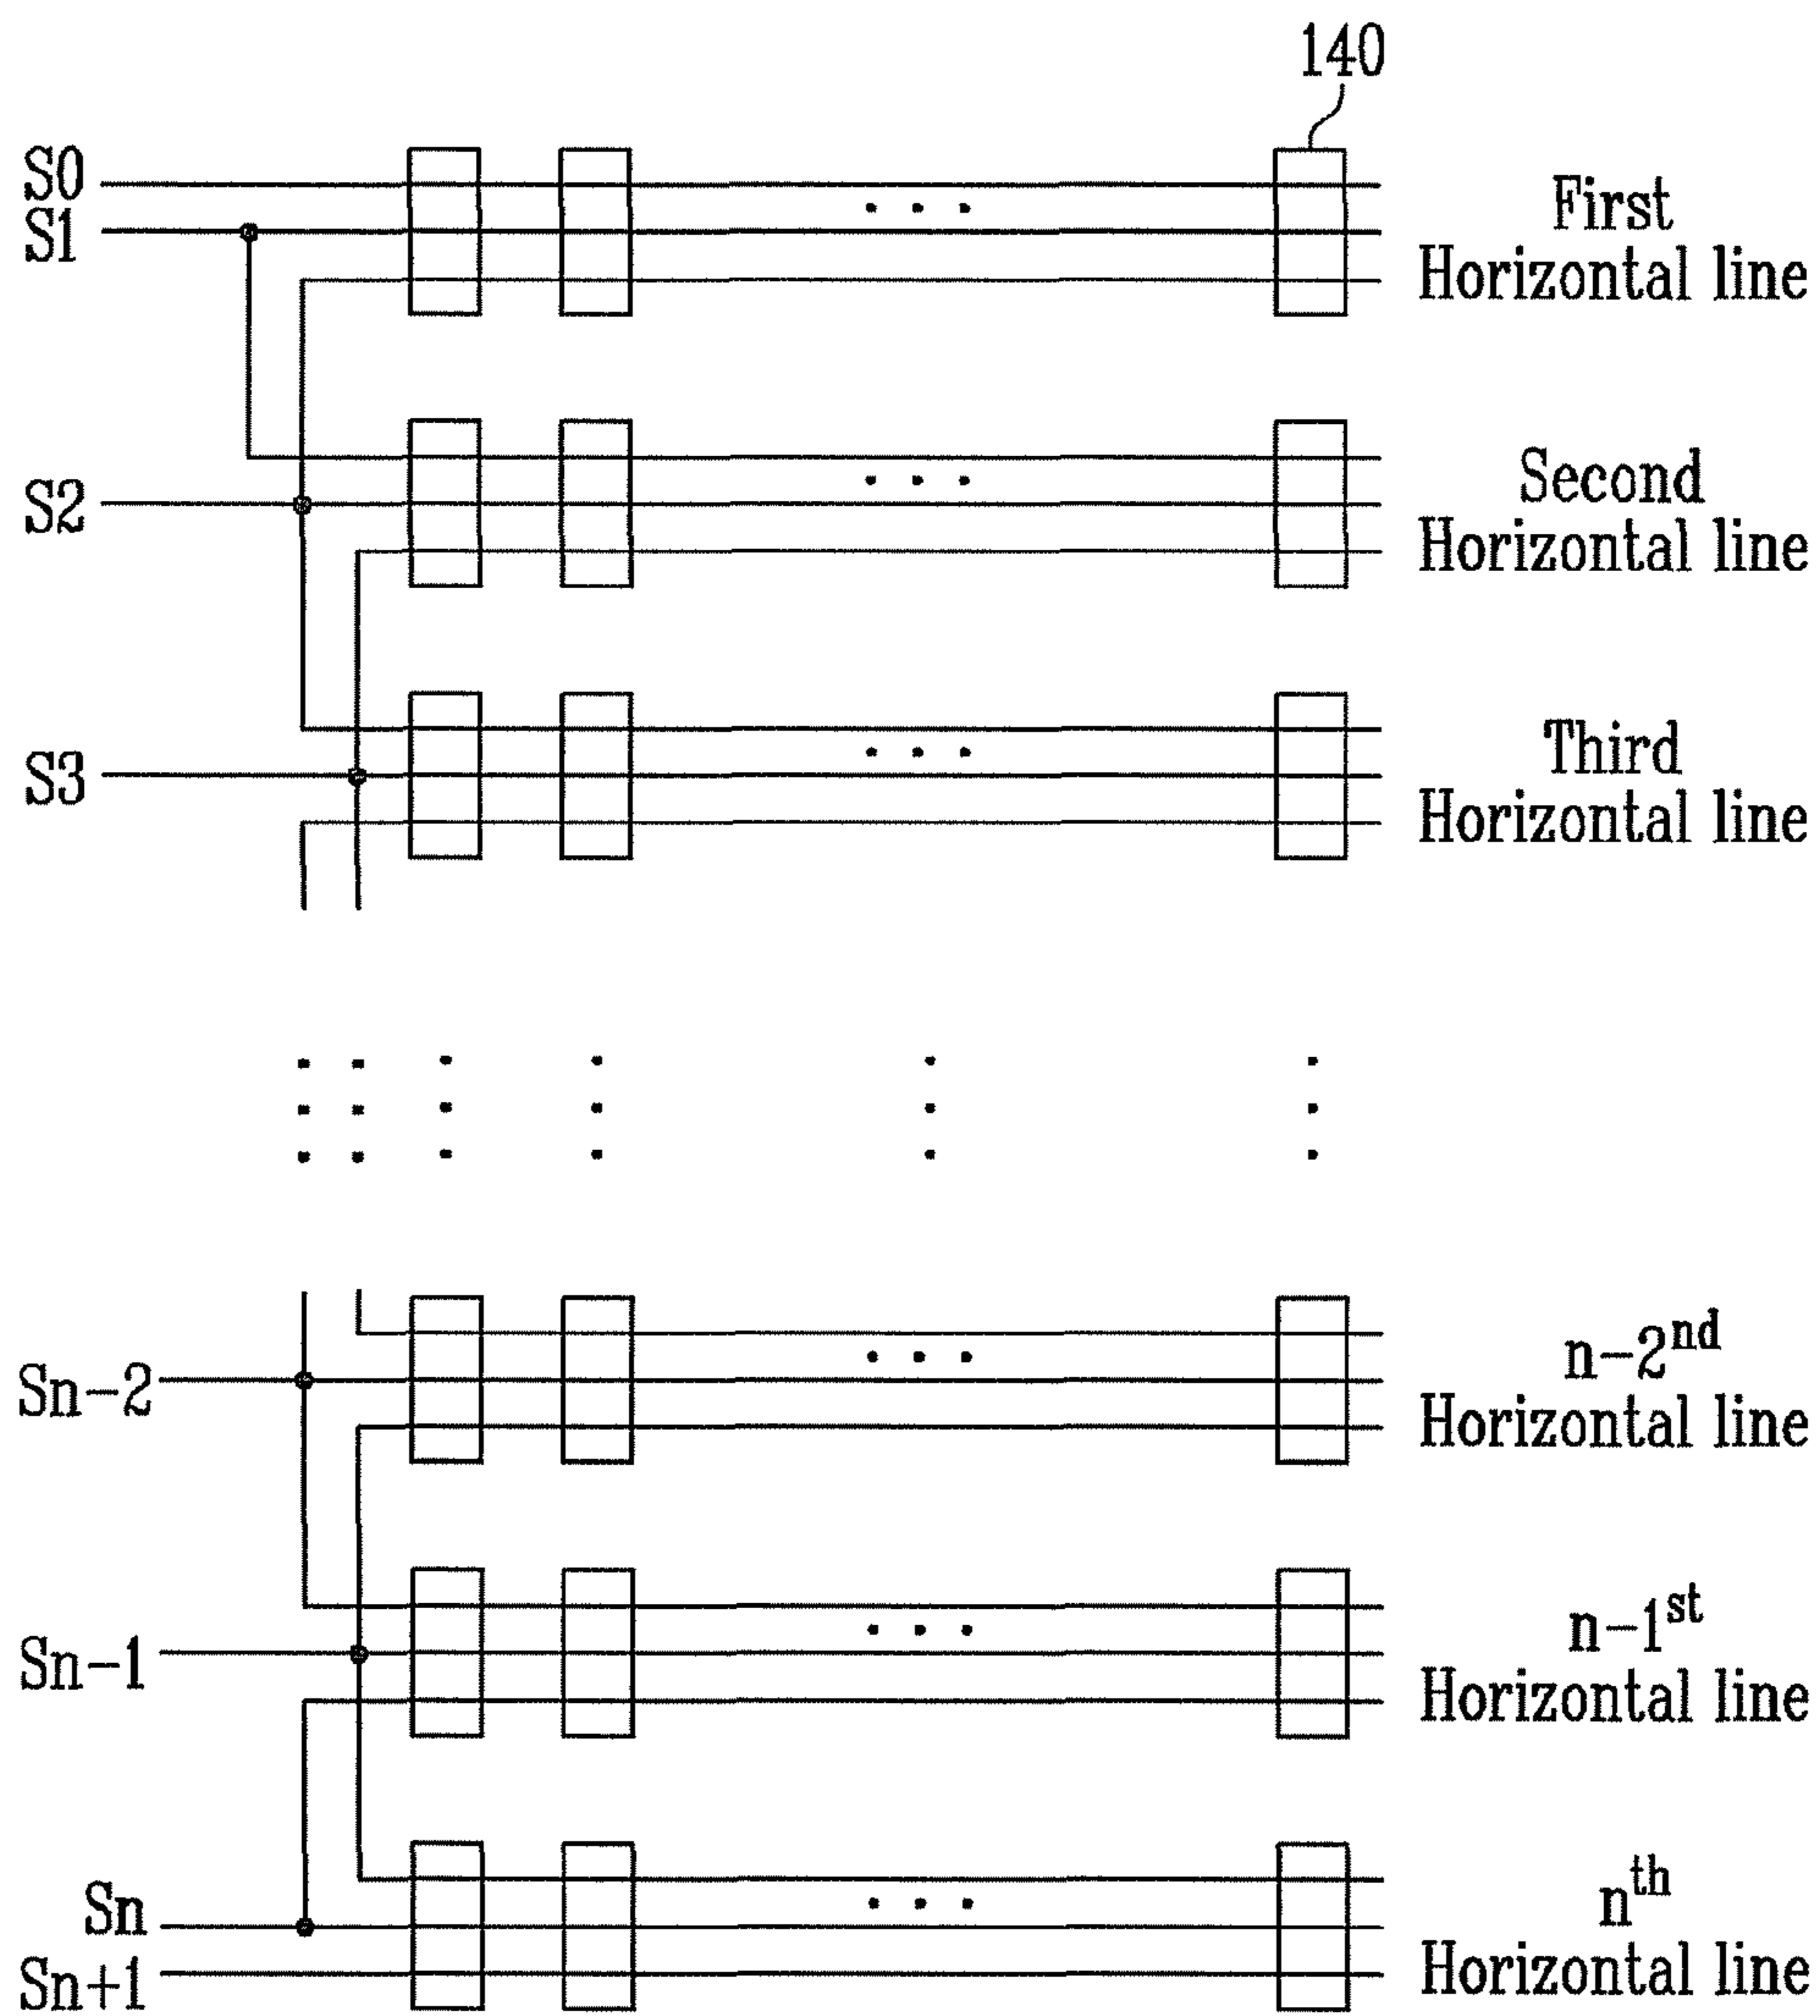 140
S0
S1
First
Horizontal line
S2
Second
Horizontal line
S3
Third
Horizontal line
Sn-2
n-2nd
Horizontal line
Sn-1
n-1st
Horizontal line
Sn
Sn+1
nth
Horizontal line